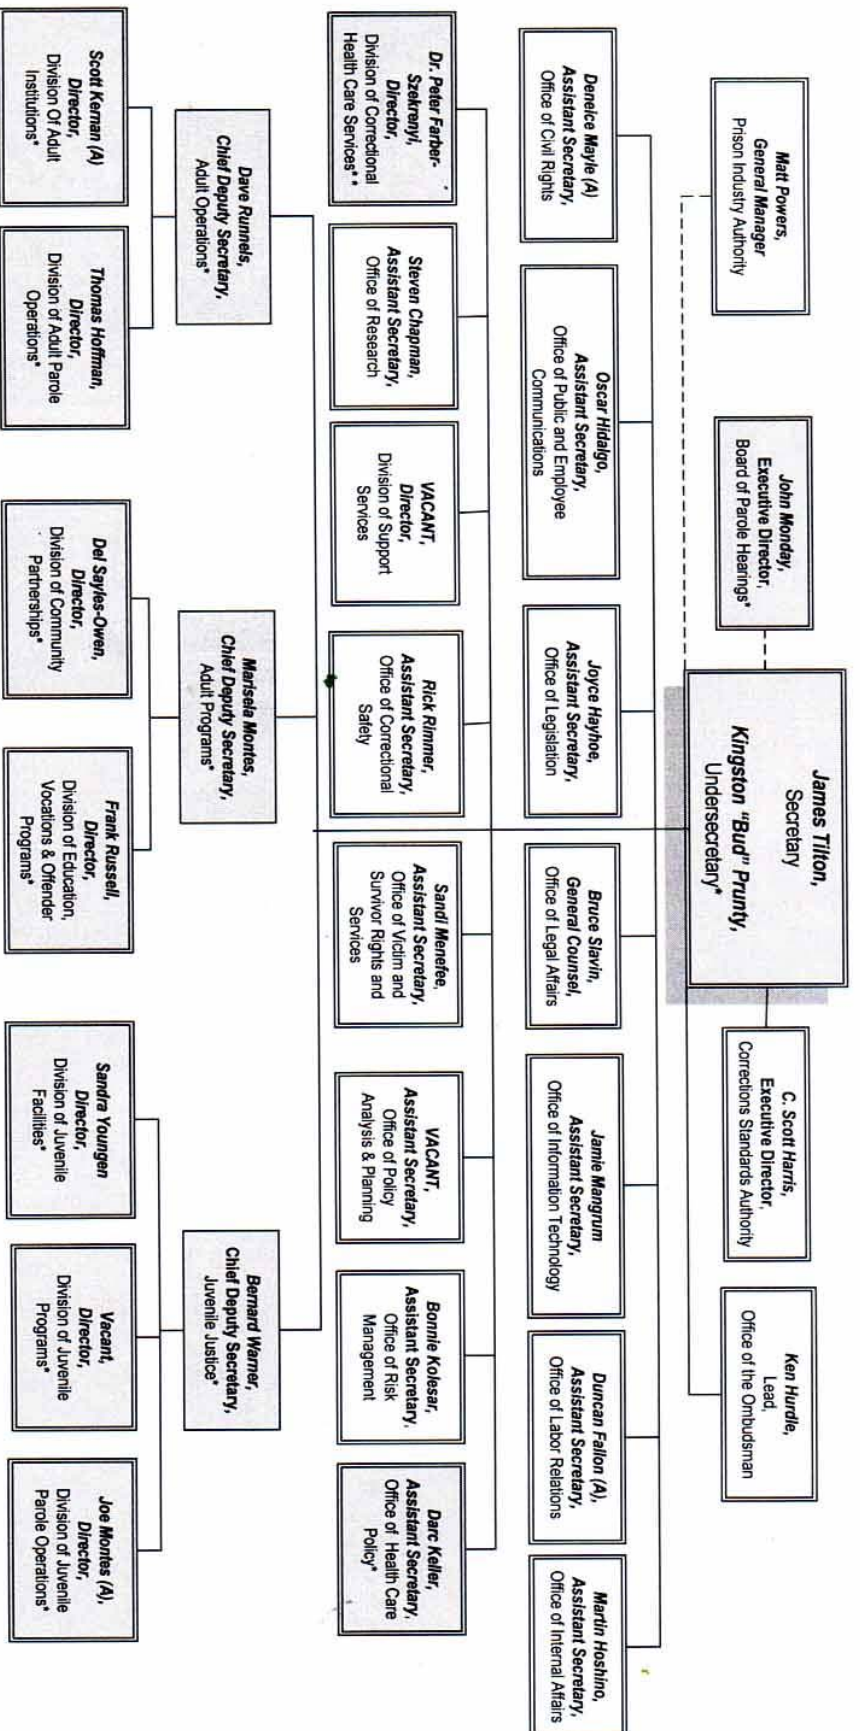 James Tilton,
Secretary
Kingston "Bud" Prunty,
Undersecretary*
Matt Powers,
General Manager
Prison Industry Authority
John Monday,
Executive Director,
Board of Parole Hearings*
C. Scott Harris,
Executive Director,
Corrections Standards Authority
Ken Hurdle,
Lead,
Office of the Ombudsman
Deneice Mayle (A)
Assistant Secretary,
Office of Civil Rights
Oscar Hidalgo,
Assistant Secretary,
Office of Public and Employee
Communications
Joyce Hayhoe,
Assistant Secretary,
Office of Legislation
Bruce Slavin,
General Counsel,
Office of Legal Affairs
Jamie Mangrum
Assistant Secretary,
Office of Information Technology
Duncan Fallon (A),
Assistant Secretary,
Office of Labor Relations
Martin Hoshino,
Assistant Secretary,
Office of Internal Affairs
Dr. Peter Farber-
Szekrenyi,
Director,
Division of Correctional
Health Care Services**
Steven Chapman,
Assistant Secretary,
Office of Research
VACANT,
Director,
Division of Support
Services
Rick Rimmer,
Assistant Secretary,
Office of Correctional
Safety
Sandi Menefee,
Assistant Secretary,
Office of Victim and
Survivor Rights and
Services
VACANT,
Assistant Secretary,
Office of Policy
Analysis & Planning
Bonnie Kolesar,
Assistant Secretary,
Office of Risk
Management
Darc Keller,
Assistant Secretary,
Office of Health Care
Policy*
Dave Runnels,
Chief Deputy Secretary,
Adult Operations*
Marisela Montes,
Chief Deputy Secretary,
Adult Programs*
Bernard Warner,
Chief Deputy Secretary,
Juvenile Justice*
Scott Kernan (A)
Director,
Division Of Adult
Institutions*
Thomas Hoffman,
Director,
Division of Adult Parole
Operations*
Del Sayles-Owen,
Director,
Division of Community
Partnerships*
Frank Russell,
Director,
Division of Education,
Vocations & Offender
Programs*
Sandra Youngen
Director,
Division of Juvenile
Facilities*
Vacant,
Director,
Division of Juvenile
Programs*
Joe Montes (A),
Director,
Division of Juvenile
Parole Operations*